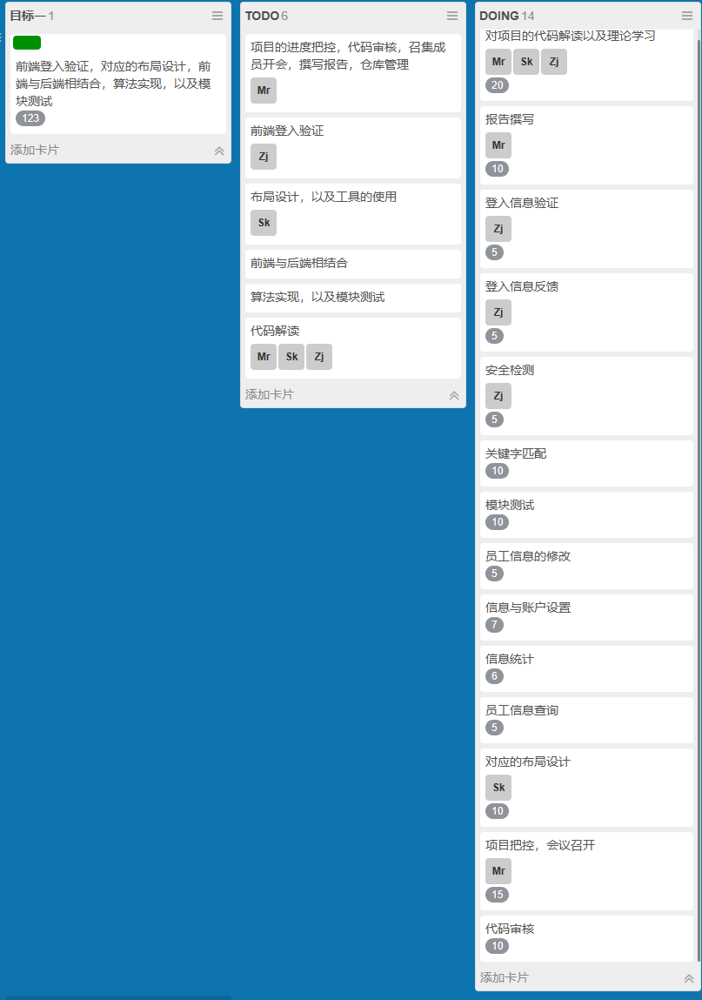 目标一 1
前端登入验证，对应的布局设计，前
端与后端相结合，算法实现，以及模
块测试
123
添加卡片
TODO 6
项目的进度把控，代码审核，召集成
员开会，撰写报告，仓库管理
Mr
前端登入验证
Zj
布局设计，以及工具的使用
Sk
前端与后端相结合
算法实现，以及模块测试
代码解读
Mr Sk Zj
添加卡片
DOING 14
对项目的代码解读以及理论学习
Mr Sk Zj
20
报告撰写
Mr
10
登入信息验证
Zj
5
登入信息反馈
Zj
5
安全检测
Zj
5
关键字匹配
10
模块测试
10
员工信息的修改
5
信息与账户设置
7
信息统计
6
员工信息查询
5
对应的布局设计
Sk
10
项目把控，会议召开
Mr
15
代码审核
10
添加卡片